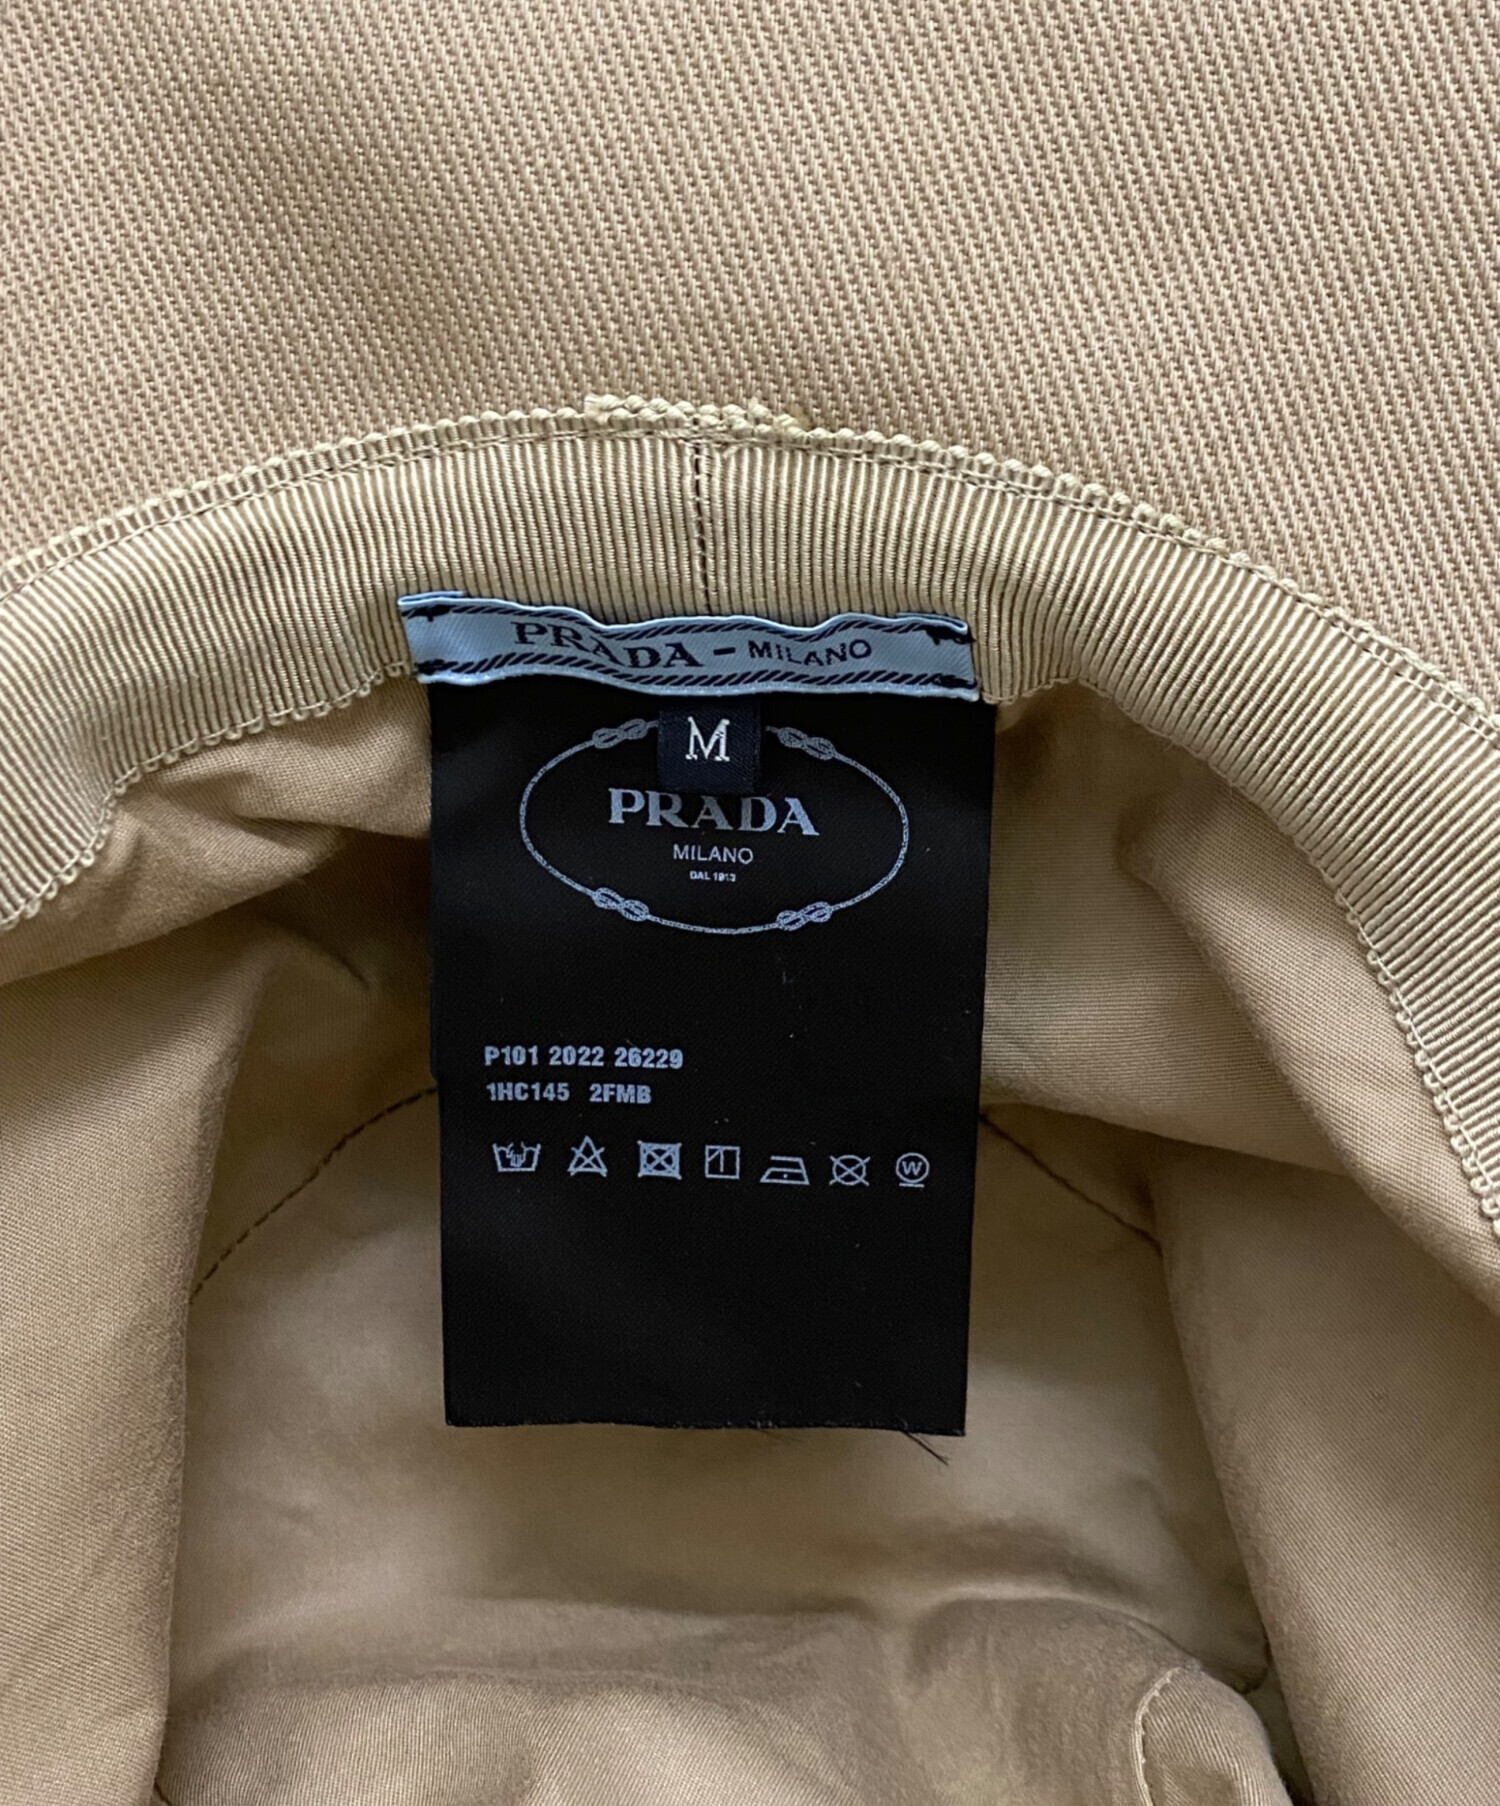 PRADA - MILANO
M
PRADA
MILANO
DAL 1913
P101 2022 26229
1HC145 2FMB
W